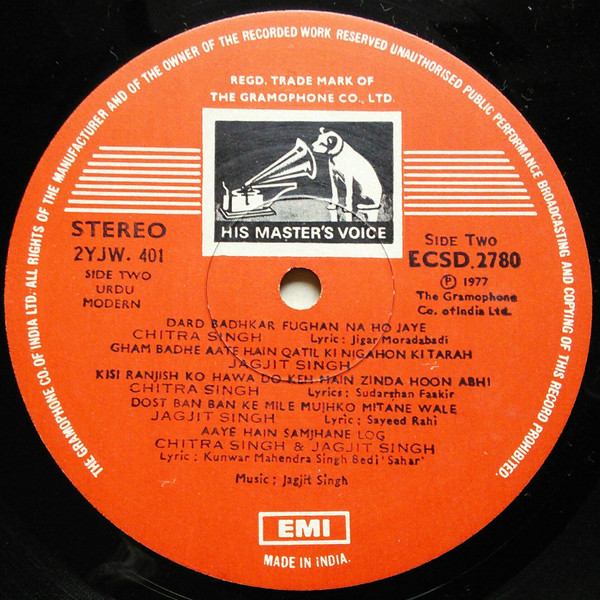 THE GRAMOPHONE CO. OF INDIA LTD. ALL RIGHTS OF THE MANUFACTURER AND OF THE OWNER OF THE RECORDED WORK RESERVED UNAUTHORISED PUBLIC PERFORMANCE BROADCASTING AND COPYING OF THIS RECORD PROHIBITED.
REGD. TRADE MARK OF
THE GRAMOPHONE CO., LTD.
HIS MASTER'S VOICE
STEREO
2YJW. 401
SIDE TWO
URDU
MODERN
SIDE TWO
ECSD.2780
Ⓟ 1977
The Gramophone
Co. of India Ltd.
DARD BADHKAR FUGHAN NA HO JAYE
CHITRA SINGH Lyric; Jigar Moradabadi
GHAM BADHE AAYE HAIN QATIL KI NIGAHON KI TARAH
JAGJIT SINGH
KISI RANJISH KO HAWA DO KEH MAIN ZINDA HOON ABHI
CHITRA SINGH Lyrics; Sudarshan Faakir
DOST BAN BAN KE MILE MUJHKO MITANE WALE
JAGJIT SINGH Lyric; Sayeed Rahi
AAYE HAIN SAMJHANE LOG
CHITRA SINGH & JAGJIT SINGH
Lyric; Kunwar Mahendra Singh Bedi 'Sahar'
Music; Jagjit Singh
EMI
MADE IN INDIA.